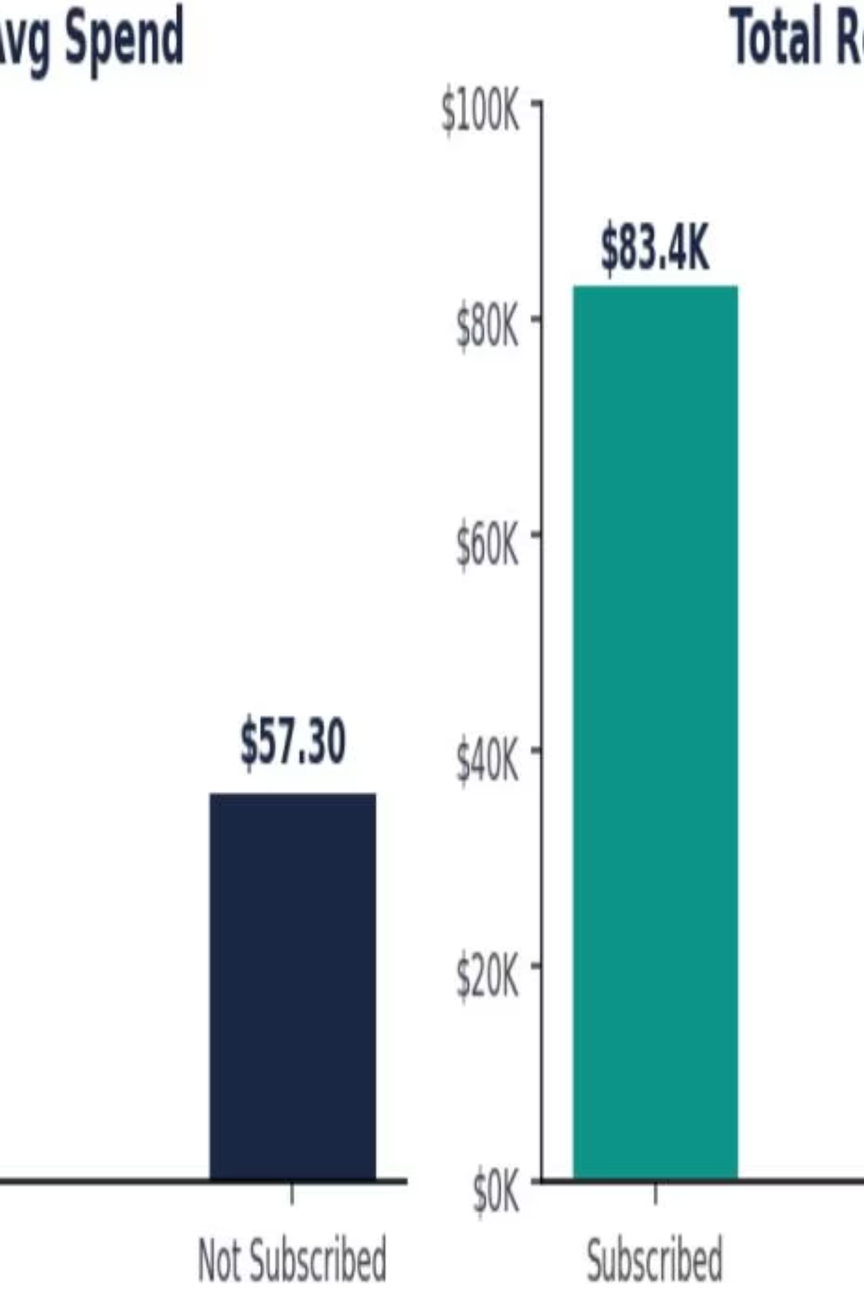 Avg Spend
$57.30
Not Subscribed
Total R
$100K
$83.4K
$80K
$60K
$40K
$20K
$0K
Subscribed